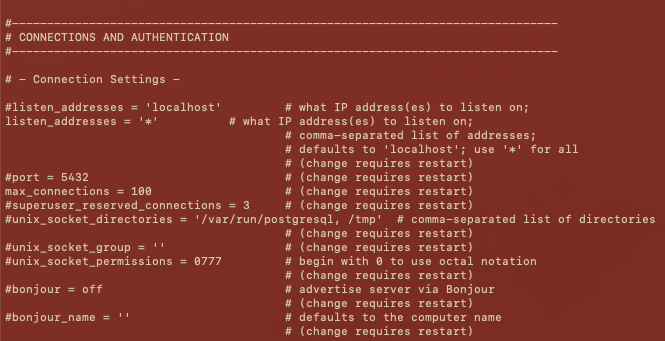 #------------------------------------------------------------------------------
# CONNECTIONS AND AUTHENTICATION
#------------------------------------------------------------------------------
# - Connection Settings -
#listen_addresses = 'localhost'         # what IP address(es) to listen on;
listen_addresses = '*'          # what IP address(es) to listen on;
                                        # comma-separated list of addresses;
                                        # defaults to 'localhost'; use '*' for all
                                        # (change requires restart)
#port = 5432                            # (change requires restart)
max_connections = 100                   # (change requires restart)
#superuser_reserved_connections = 3     # (change requires restart)
#unix_socket_directories = '/var/run/postgresql, /tmp'  # comma-separated list of directories
                                        # (change requires restart)
#unix_socket_group = ''                 # (change requires restart)
#unix_socket_permissions = 0777         # begin with 0 to use octal notation
                                        # (change requires restart)
#bonjour = off                          # advertise server via Bonjour
                                        # (change requires restart)
#bonjour_name = ''                      # defaults to the computer name
                                        # (change requires restart)